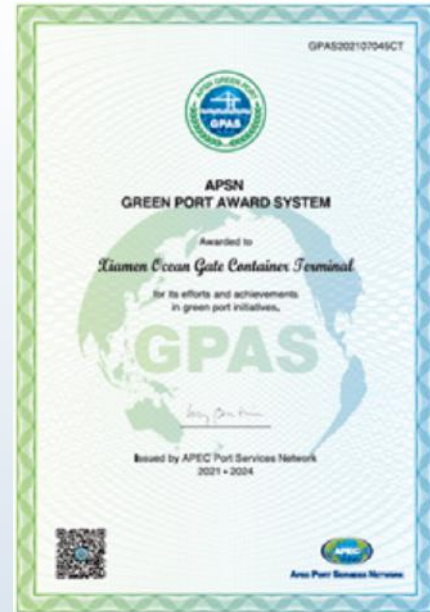 GPAS202107045CT
APSN GREEN PORT
GPAS
APSN
GREEN PORT AWARD SYSTEM
Awarded to
Xiamen Ocean Gate Container Terminal
for its efforts and achievements
in green port initiatives.
GPAS
Issued by APEC Port Services Network
2021 - 2024
APEC
APEC PORT SERVICES NETWORK